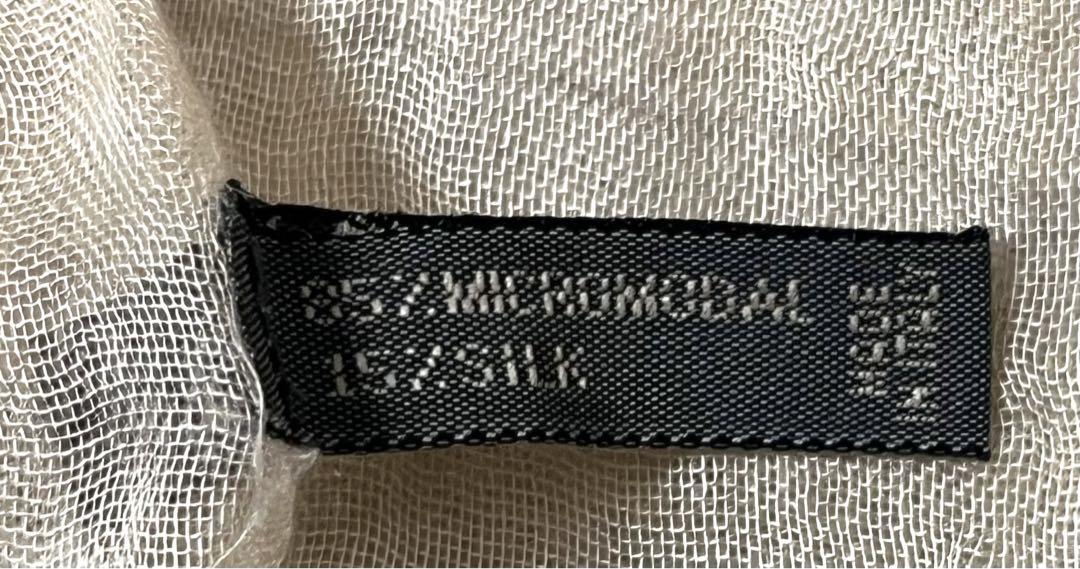 85%MICROMODAL
15%SILK
MADE
IN ITALY